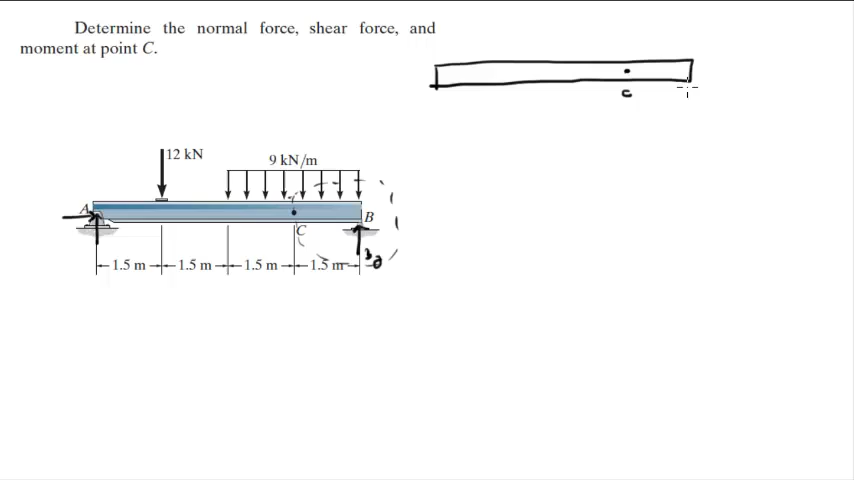 Determine the normal force, shear force, and
moment at point C.
C
12 kN
9 kN/m
A
B
C
1.5 m 1.5 m 1.5 m 1.5 m